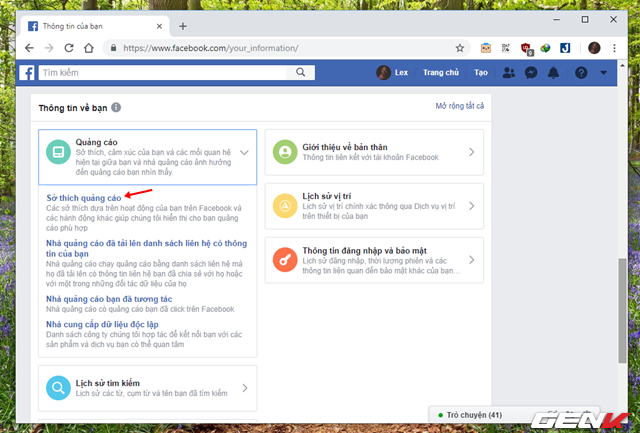 Thông tin của bạn
https://www.facebook.com/your_information/
Tìm kiếm
Lex
Trang chủ
Tạo
Thông tin về bạn
Mở rộng tất cả
Quảng cáo
Sở thích, cảm xúc của bạn và các mối quan hệ
hiện tại giữa bạn và nhà quảng cáo ảnh hưởng
đến quảng cáo bạn nhìn thấy.
Sở thích quảng cáo
Các sở thích dựa trên hoạt động của bạn trên Facebook và
các hành động khác giúp chúng tôi hiển thị cho bạn quảng
cáo phù hợp
Nhà quảng cáo đã tải lên danh sách liên hệ có thông
tin của bạn
Nhà quảng cáo chạy quảng cáo bằng danh sách liên hệ mà
họ đã tải lên có thông tin liên hệ bạn đã chia sẻ với họ hoặc
với một trong những đối tác dữ liệu của họ
Nhà quảng cáo bạn đã tương tác
Nhà quảng cáo có quảng cáo bạn đã click trên Facebook
Nhà cung cấp dữ liệu độc lập
Danh sách công ty chúng tôi hợp tác để kết nối bạn với các
sản phẩm và dịch vụ bạn có thể quan tâm
Lịch sử tìm kiếm
Lịch sử các từ, cụm từ và tên bạn đã tìm kiếm
Giới thiệu về bản thân
Thông tin liên kết với tài khoản Facebook
Lịch sử vị trí
Lịch sử vị trí chính xác thông qua Dịch vụ vị trí
trên thiết bị của bạn
Thông tin đăng nhập và bảo mật
Lịch sử đăng nhập, thời lượng phiên và các
thông tin liên quan đến bảo mật khác của bạn...
Trò chuyện (41)
GENK